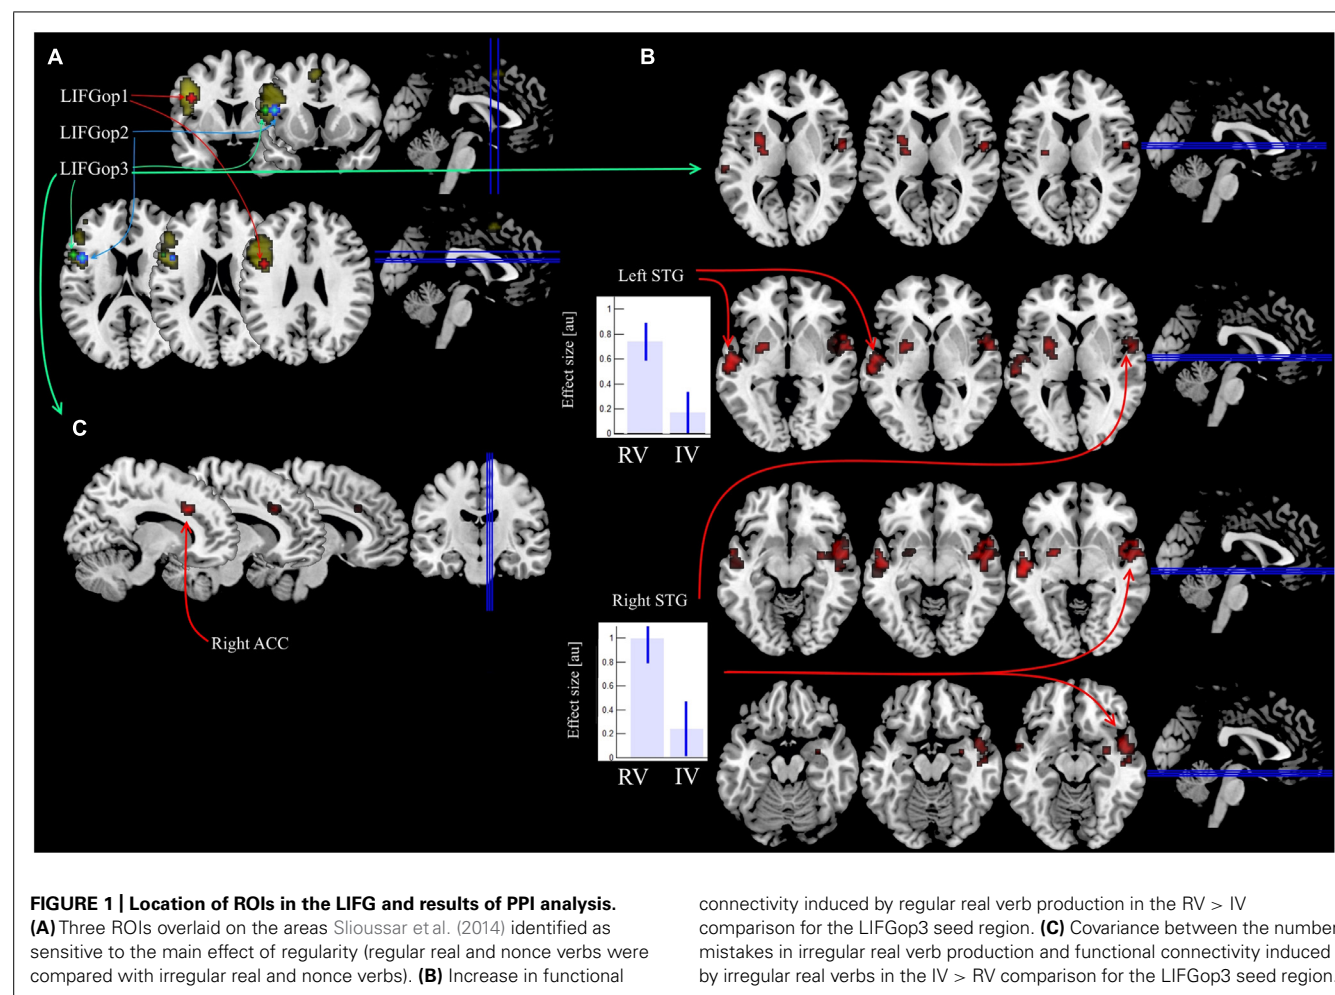 A
LIFGop1
LIFGop2
LIFGop3
B
Left STG
Effect size [au]
1
0.8
0.6
0.4
0.2
0
RV IV
C
Right ACC
Right STG
Effect size [au]
1
0.8
0.6
0.4
0.2
0
RV IV
FIGURE 1 | Location of ROIs in the LIFG and results of PPI analysis.
(A) Three ROIs overlaid on the areas Slioussar et al. (2014) identified as
sensitive to the main effect of regularity (regular real and nonce verbs were
compared with irregular real and nonce verbs). (B) Increase in functional
connectivity induced by regular real verb production in the RV > IV
comparison for the LIFGop3 seed region. (C) Covariance between the number
mistakes in irregular real verb production and functional connectivity induced
by irregular real verbs in the IV > RV comparison for the LIFGop3 seed region